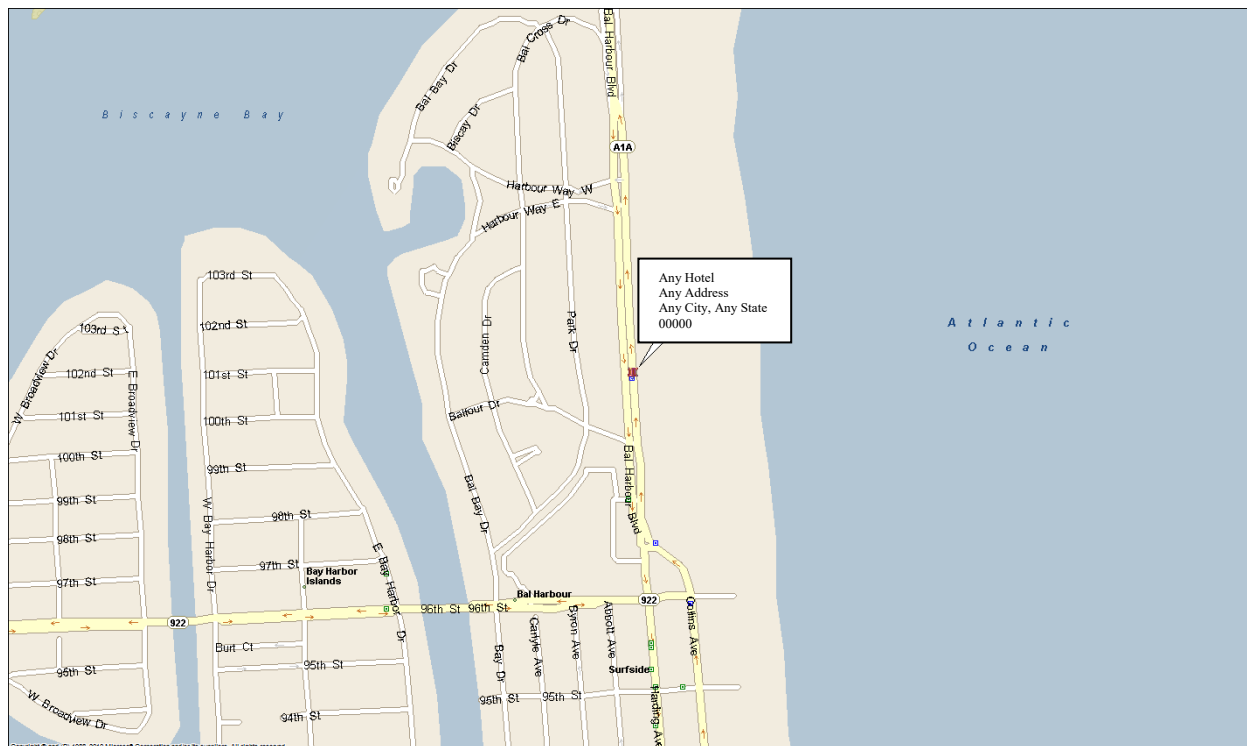 Bal Harbour Blvd
Bal Cross Dr
Bal Bay Dr
Biscayne Bay
Biscay Dr
A1A
Harbour Way W
Harbour Way E
103rd St
Any Hotel
Any Address
Any City, Any State
00000
Atlantic
Ocean
103rd St
102nd St
Park Dr
Camden Dr
W Broadview Dr
102nd St
E Broadview Dr
101st St
101st St
100th St
Balfour Dr
100th St
99th St
Bal Harbour Blvd
99th St
W Bay Harbor Dr
98th St
Bal Bay Dr
98th St
97th St
E Bay Harbor Dr
Bay Harbor
Islands
97th St
Bal Harbour
922
96th St
96th St
922
Collins Ave
Carlyle Ave
Byron Ave
Abbott Ave
Burt Ct
95th St
Bay Dr
Surfside
95th St
95th St
95th St
Harding Ave
W Broadview Dr
94th St